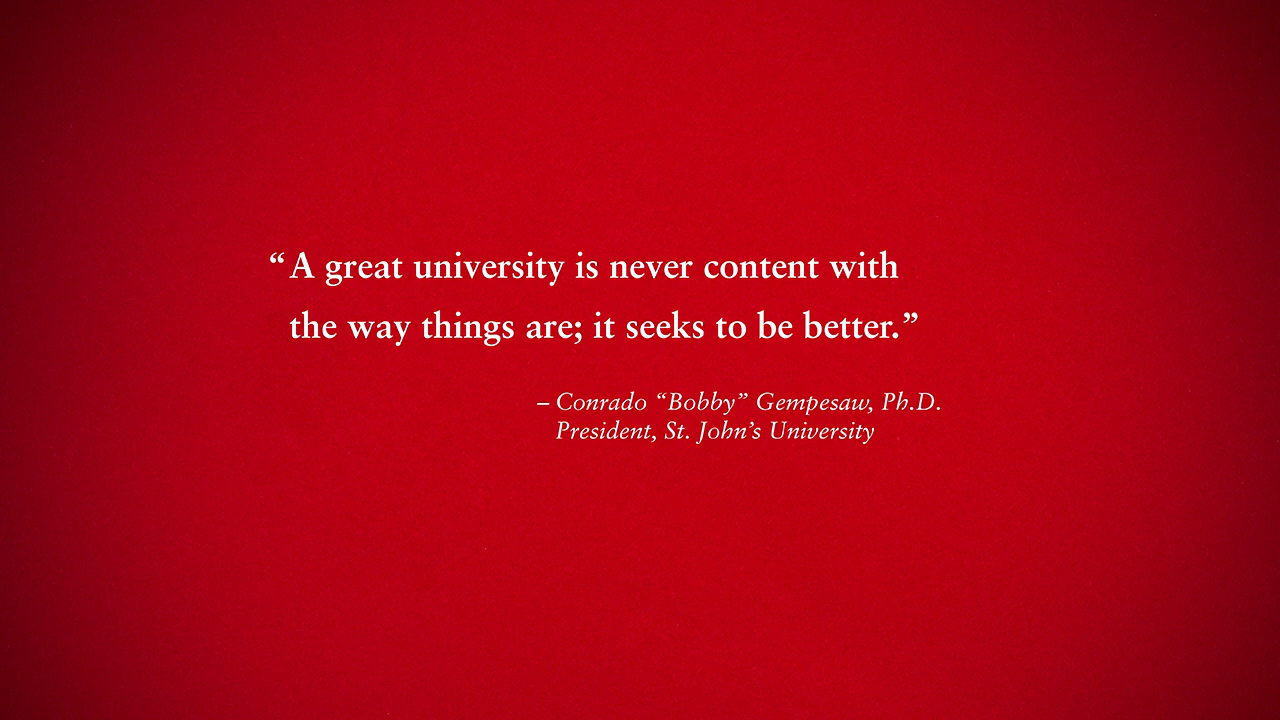 “A great university is never content with
the way things are; it seeks to be better.”
– Conrado “Bobby” Gempesaw, Ph.D.
President, St. John’s University